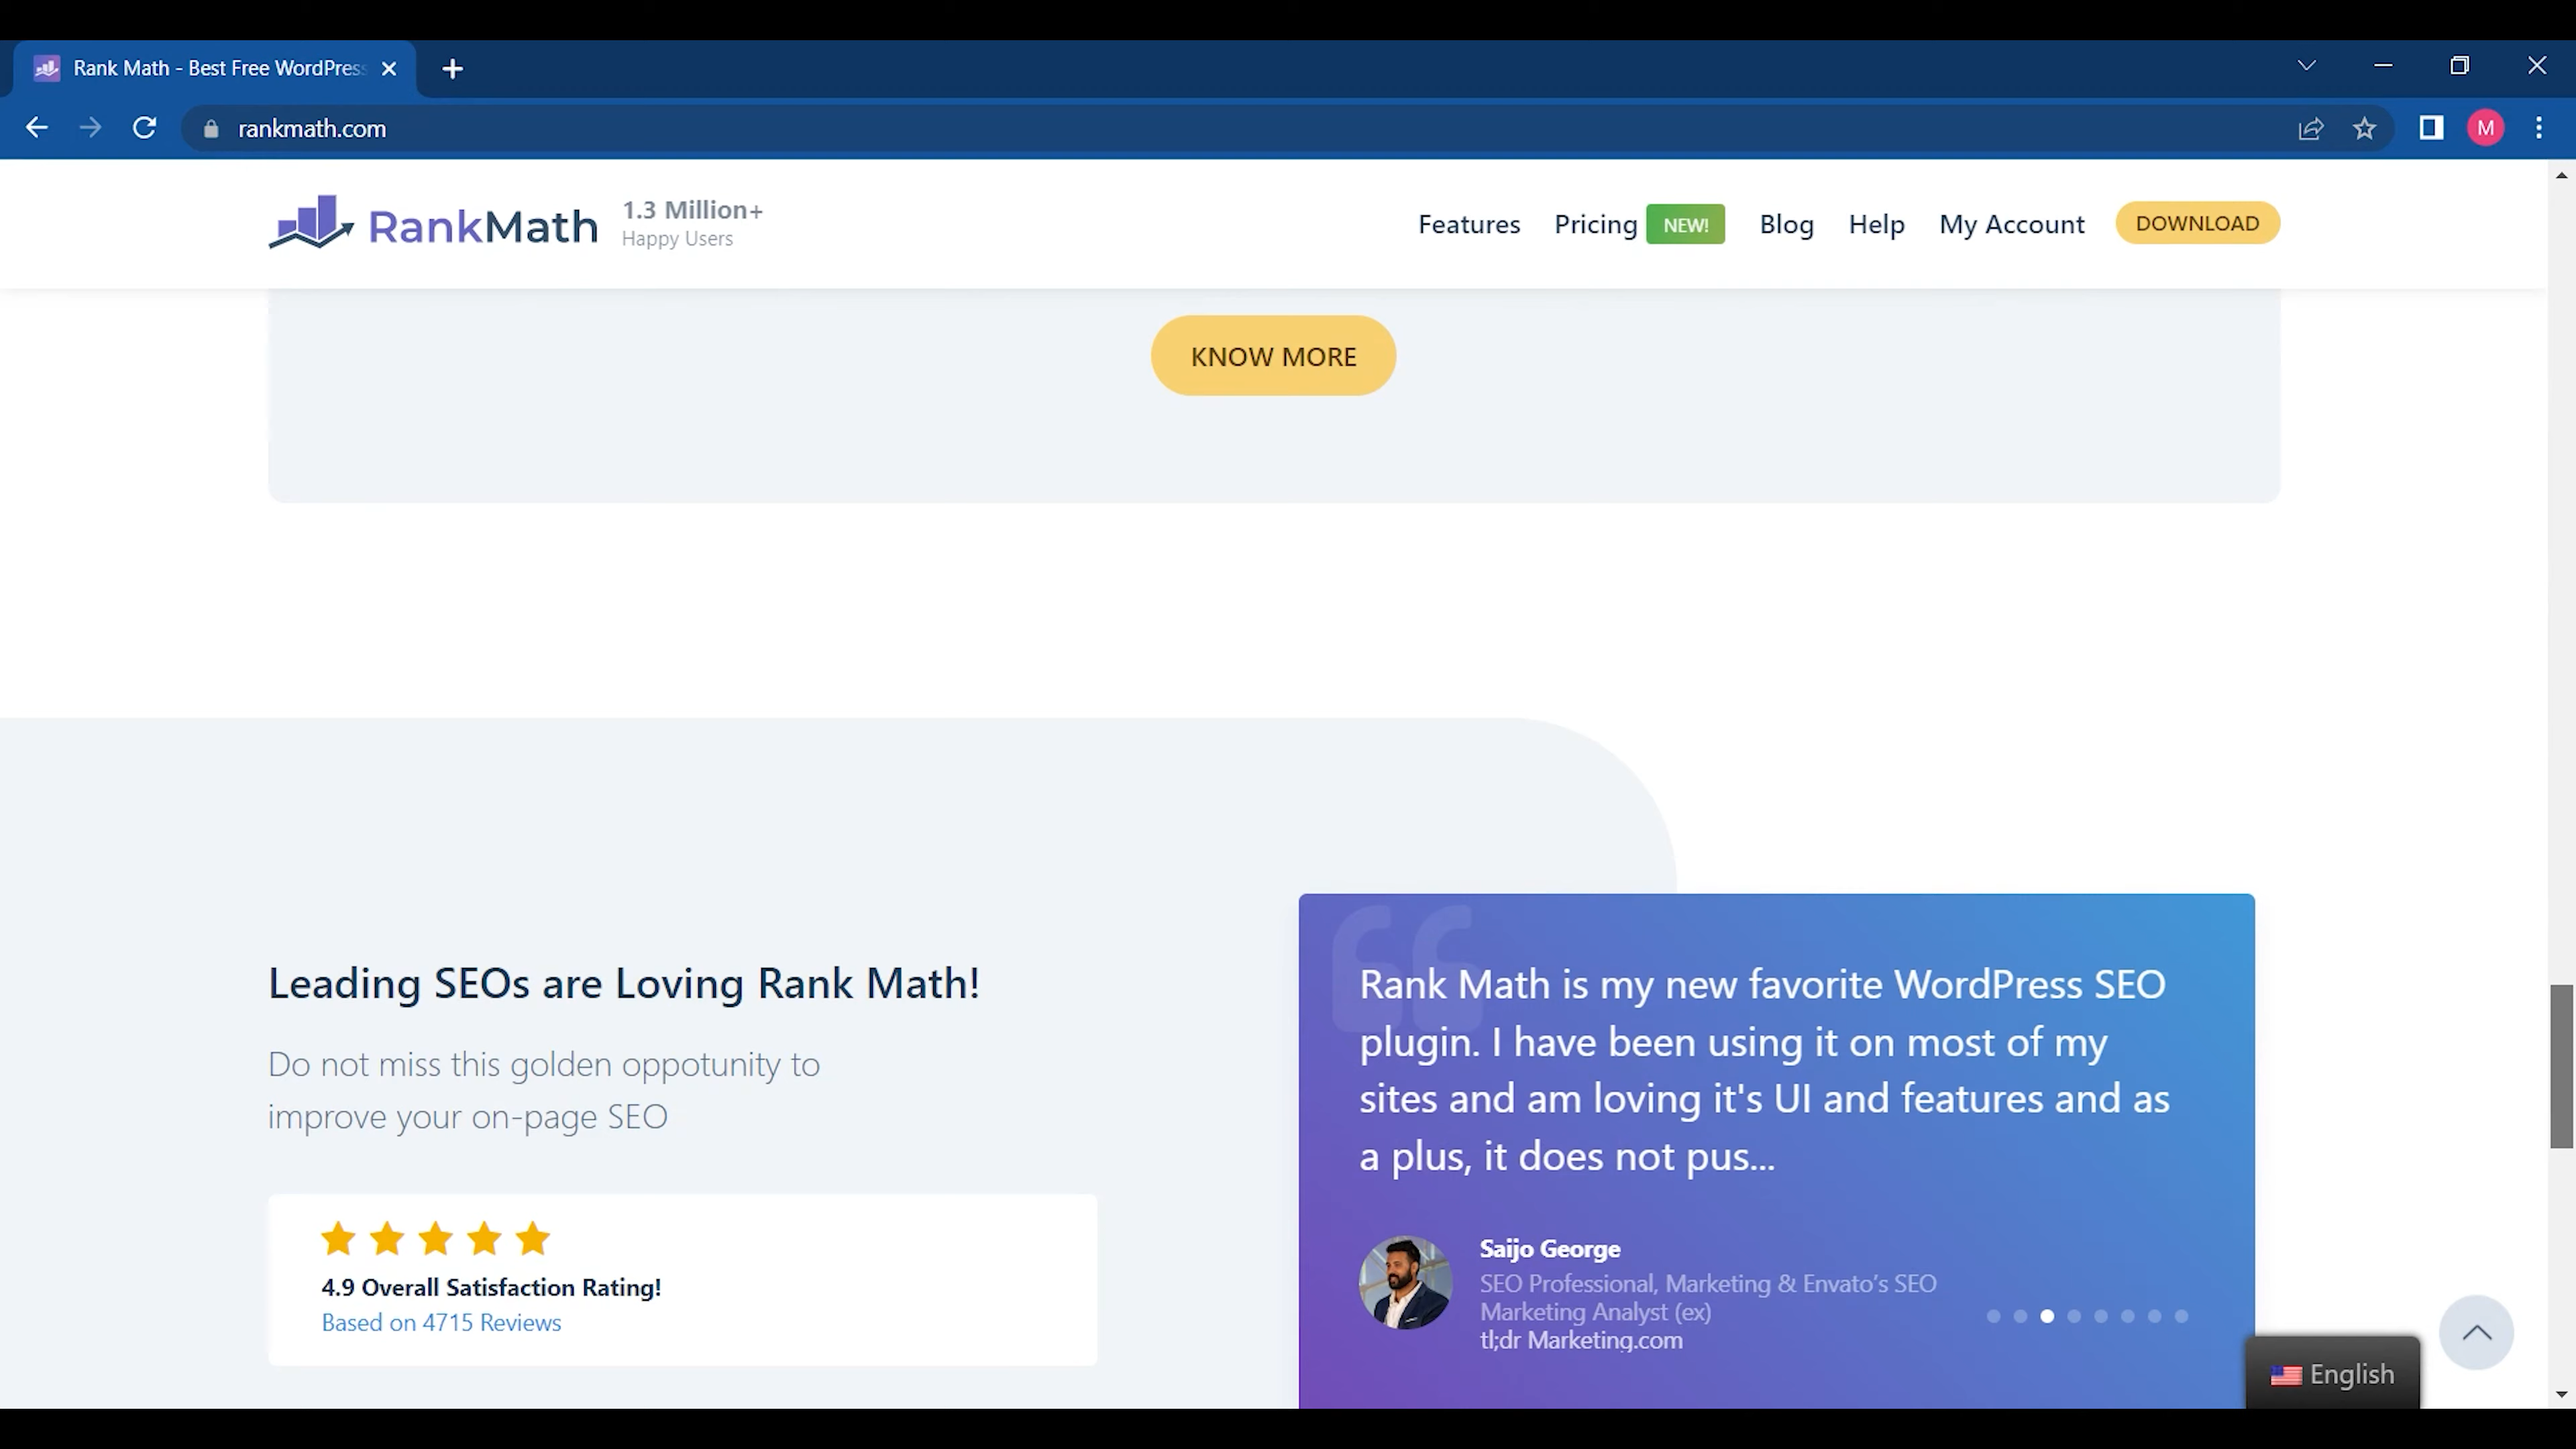 Rank Math - Best Free WordPress
rankmath.com
M
RankMath
1.3 Million+
Happy Users
Features
Pricing
NEW!
Blog
Help
My Account
DOWNLOAD
KNOW MORE
Leading SEOs are Loving Rank Math!
Do not miss this golden oppotunity to
improve your on-page SEO
4.9 Overall Satisfaction Rating!
Based on 4715 Reviews
Rank Math is my new favorite WordPress SEO
plugin. I have been using it on most of my
sites and am loving it's UI and features and as
a plus, it does not pus...
Saijo George
SEO Professional, Marketing & Envato’s SEO
Marketing Analyst (ex)
tl;dr Marketing.com
English